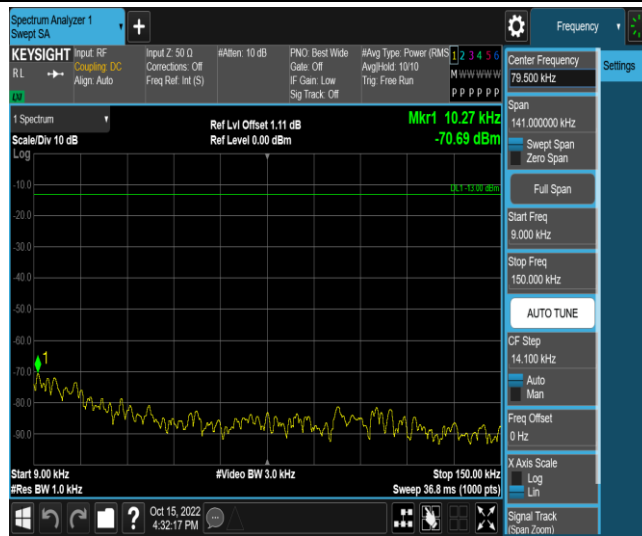 Spectrum Analyzer 1
Swept SA
+
Frequency
KEYSIGHT
RL
Input: RF
Coupling: DC
Align: Auto
Input Z: 50 Ω
Corrections: Off
Freq Ref: Int (S)
#Atten: 10 dB
PNO: Best Wide
Gate: Off
IF Gain: Low
Sig Track: Off
#Avg Type: Power (RMS
Avg|Hold: 10/10
Trig: Free Run
1 2 3 4 5 6
M W W W W W
P P P P P P
LXI
1 Spectrum
Scale/Div 10 dB
Log
Ref Lvl Offset 1.11 dB
Ref Level 0.00 dBm
Mkr1 10.27 kHz
-70.69 dBm
DL1 -13.00 dBm
-10.0
-20.0
-30.0
-40.0
-50.0
-60.0
-70.0
-80.0
-90.0
1
Start 9.00 kHz
#Res BW 1.0 kHz
#Video BW 3.0 kHz
Stop 150.00 kHz
Sweep 36.8 ms (1000 pts)
?
Oct 15, 2022
4:32:17 PM
Center Frequency
79.500 kHz
Settings
Span
141.000000 kHz
Swept Span
Zero Span
Full Span
Start Freq
9.000 kHz
Stop Freq
150.000 kHz
AUTO TUNE
CF Step
14.100 kHz
Auto
Man
Freq Offset
0 Hz
X Axis Scale
Log
Lin
Signal Track
(Span Zoom)